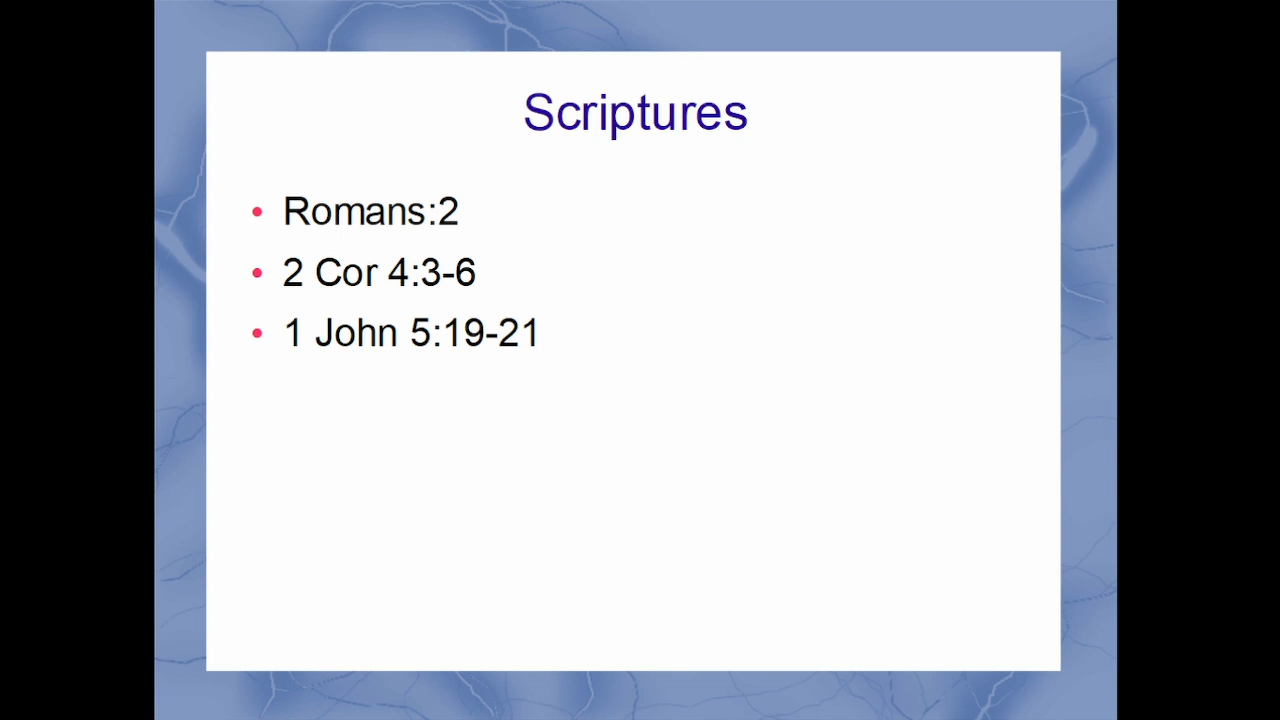 Scriptures
• Romans:2
• 2 Cor 4:3-6
• 1 John 5:19-21